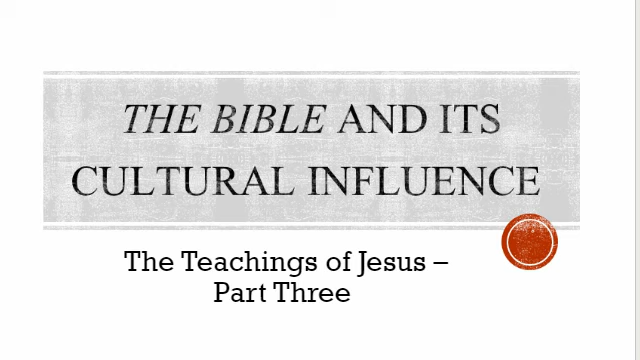 THE BIBLE AND ITS
CULTURAL INFLUENCE
The Teachings of Jesus –
Part Three